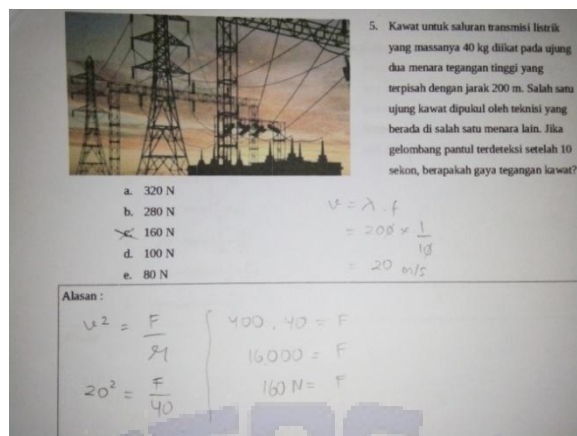 5. Kawat untuk saluran transmisi listrik
yang massanya 40 kg diikat pada ujung
dua menara tegangan tinggi yang
terpisah dengan jarak 200 m. Salah satu
ujung kawat dipukul oleh teknisi yang
berada di salah satu menara lain. Jika
gelombang pantul terdeteksi setelah 10
sekon, berapakah gaya tegangan kawat?
a. 320 N
b. 280 N
c. 160 N
d. 100 N
e. 80 N
v = λ . f
= 200 × 1/10
= 20 m/s
Alasan :
v² = F/μ
20² = F/40
400 . 40 = F
16.000 = F
160 N = F